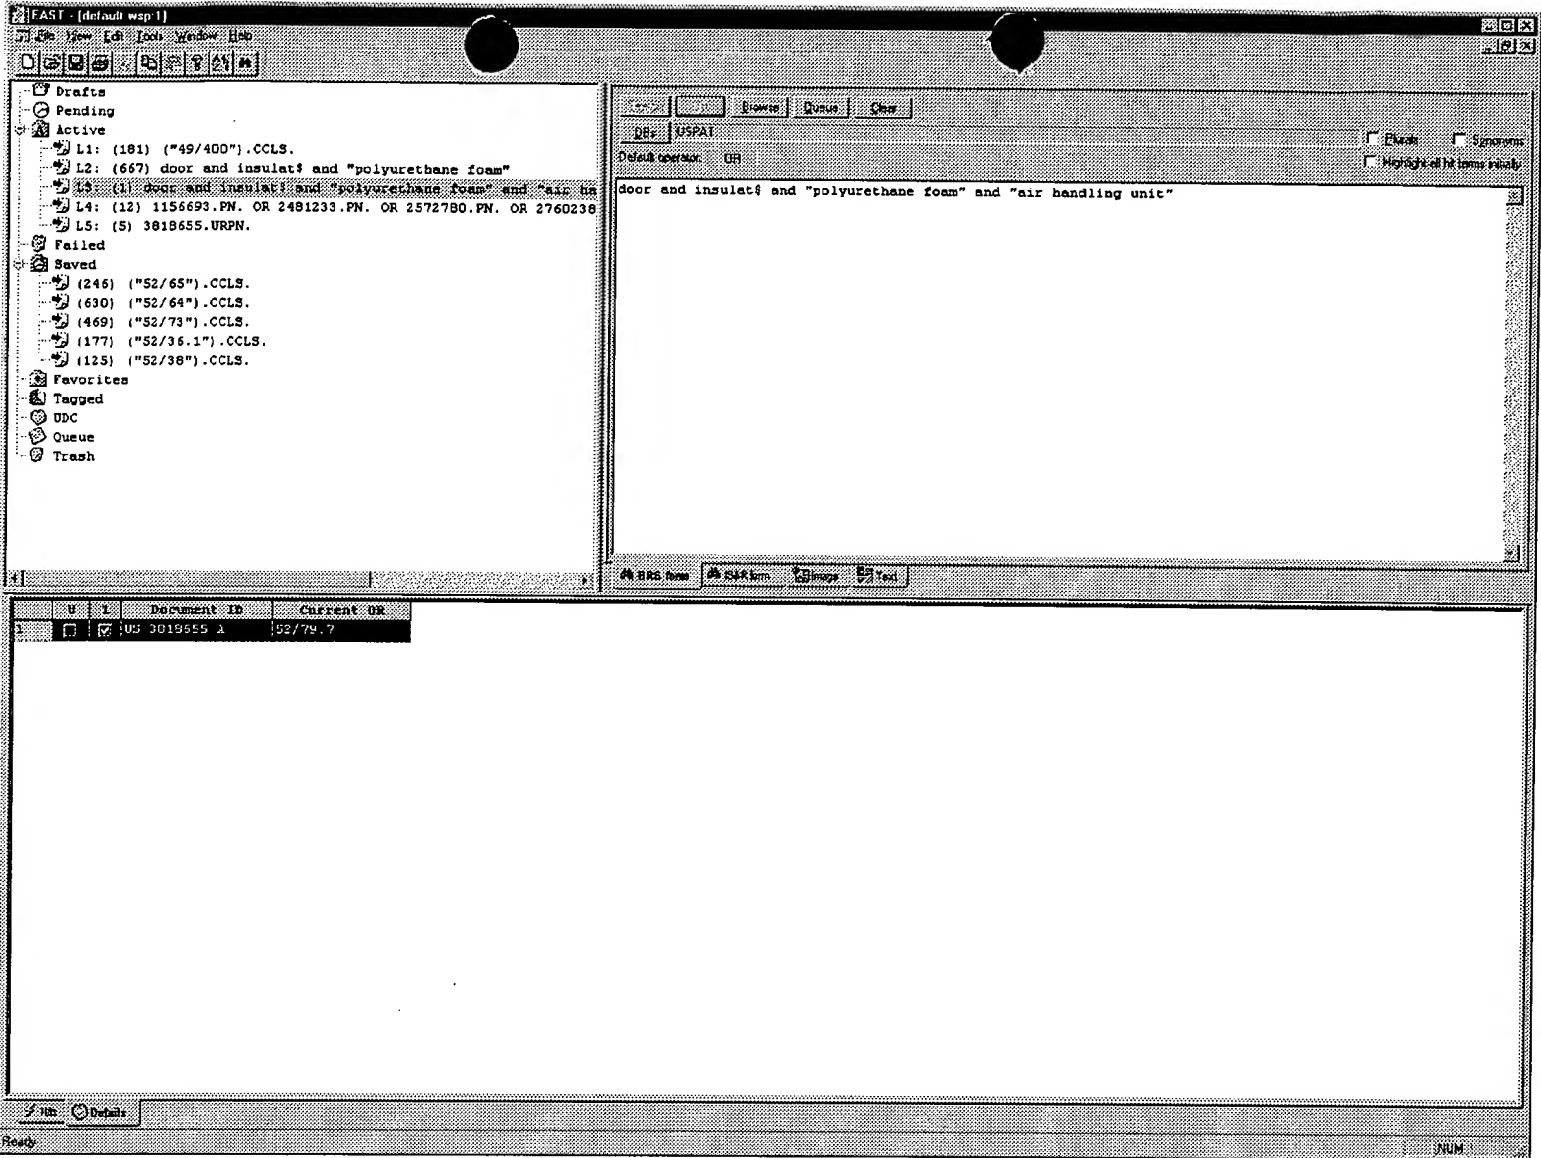 EAST - [default wsp:1]
File View Edit Tools Window Help
Drafts
Pending
Active
L1: (181) ("49/400").CCLS.
L2: (667) door and insulat$ and "polyurethane foam"
L3: (1) door and insulat$ and "polyurethane foam" and "air ha
L4: (12) 1156693.PN. OR 2481233.PN. OR 2572780.PN. OR 2760238
L5: (5) 3818655.URPN.
Failed
Saved
(246) ("52/65").CCLS.
(630) ("52/64").CCLS.
(469) ("52/73").CCLS.
(177) ("52/36.1").CCLS.
(125) ("52/38").CCLS.
Favorites
Tagged
UDC
Queue
Trash
Browse Queue Clear
DBs USPAT
Plurals Synonyms
Default operator: OR
Highlight all hit terms initially
door and insulat$ and "polyurethane foam" and "air handling unit"
BRS form IS&R form Image Text
U 1 Document ID Current OR
1 US 3818655 A 52/79.7
Hits Details
Ready
NUM